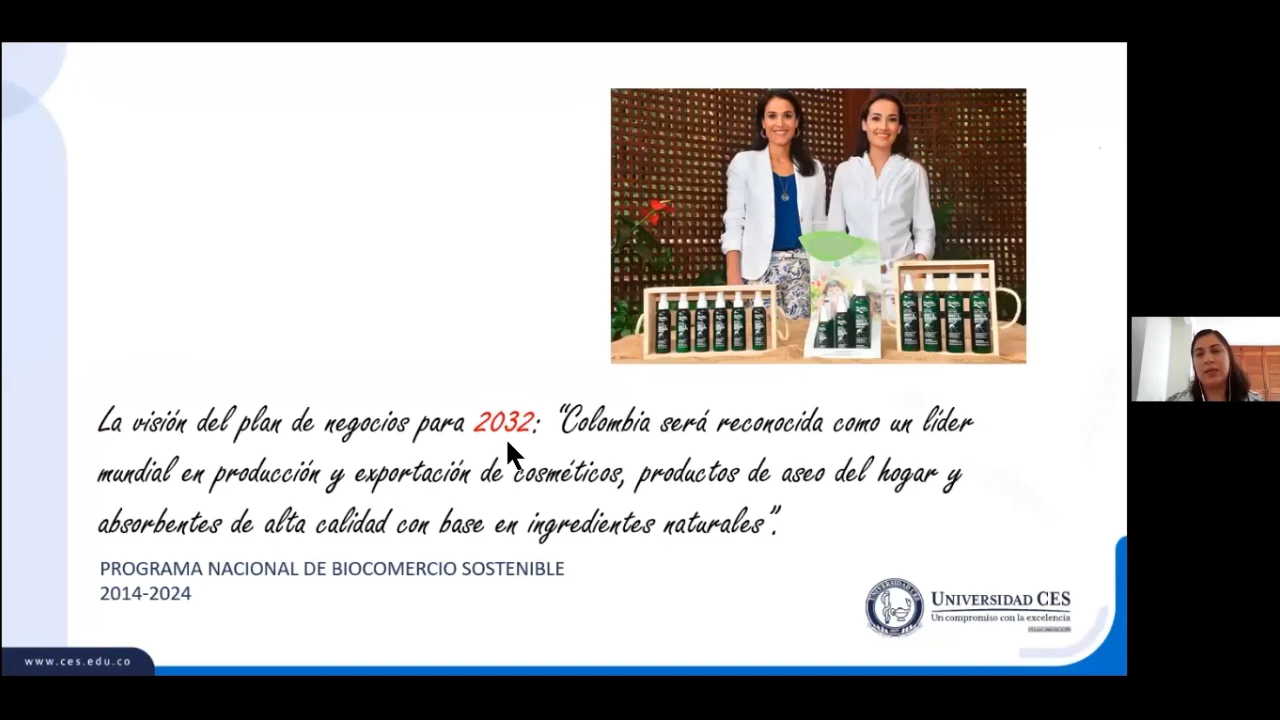 La visión del plan de negocios para 2032: “Colombia será reconocida como un líder
mundial en producción y exportación de cosméticos, productos de aseo del hogar y
absorbentes de alta calidad con base en ingredientes naturales”.
PROGRAMA NACIONAL DE BIOCOMERCIO SOSTENIBLE
2014-2024
UNIVERSIDAD CES
Un compromiso con la excelencia
www.ces.edu.co